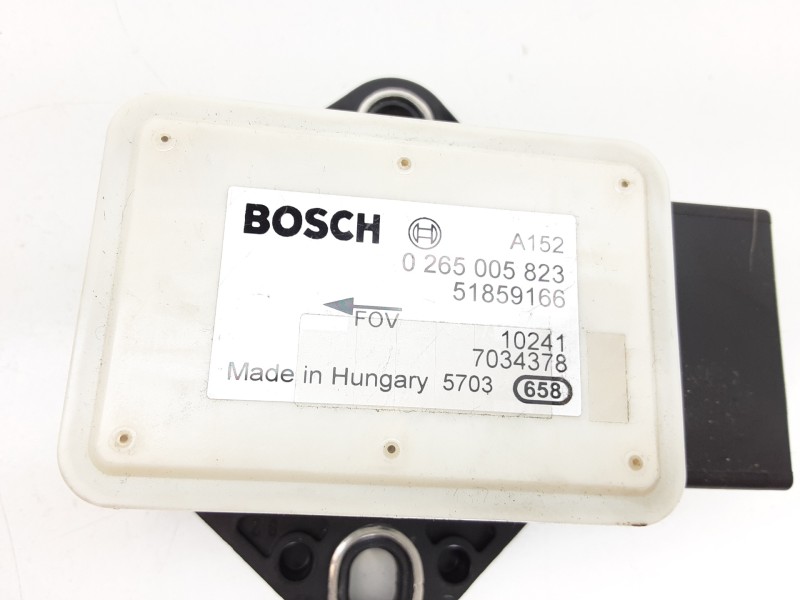 BOSCH A152
0 265 005 823
51859166
FOV
10241
7034378
Made in Hungary 5703 658